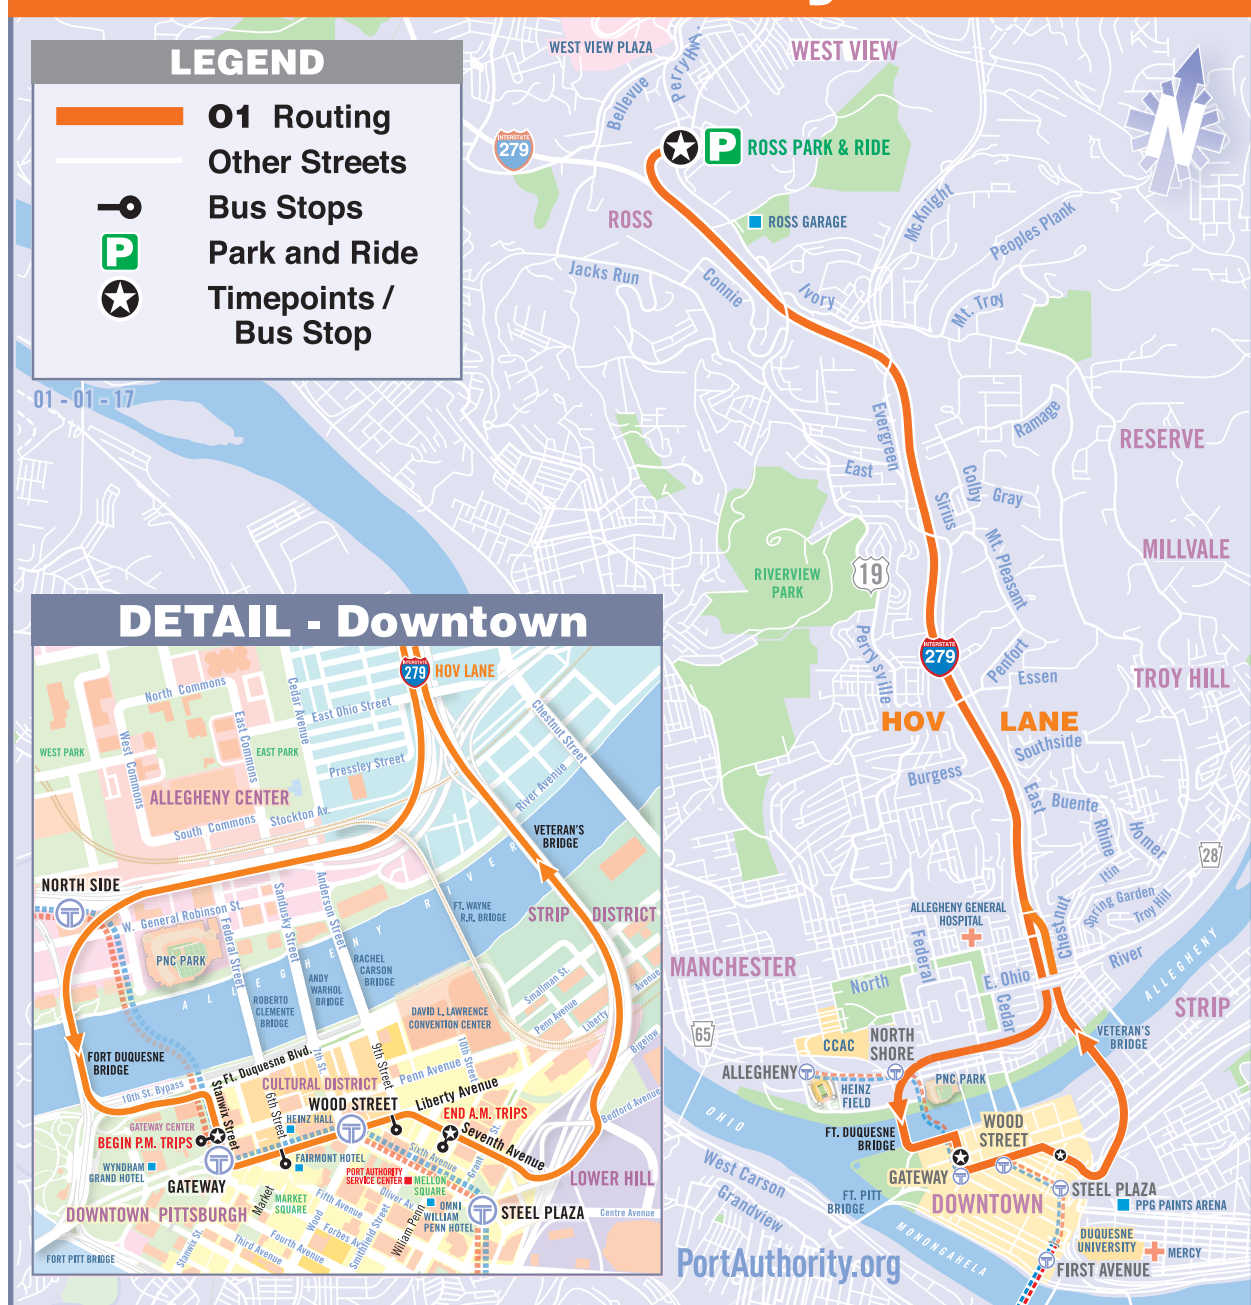 LEGEND
O1 Routing
Other Streets
Bus Stops
P
Park and Ride
Timepoints /
Bus Stop
01 - 01 - 17
WEST VIEW PLAZA
Perry Hwy.
WEST VIEW
Bellevue
INTERSTATE
279
P
ROSS PARK & RIDE
N
ROSS
ROSS GARAGE
McKnight
Peoples Plank
Jacks Run
Connie
Ivory
Mt. Troy
Evergreen
Ramage
RESERVE
East
Colby
Gray
Sirius
Mt. Pleasant
MILLVALE
RIVERVIEW
PARK
19
Perrysville
INTERSTATE
279
Penfort
Essen
TROY HILL
HOV LANE
Southside
Burgess
East
Buente
Rhine
Homer
Itin
28
Spring Garden
Troy Hill
ALLEGHENY GENERAL
HOSPITAL
Chestnut
Federal
River
ALLEGHENY
MANCHESTER
North
E. Ohio
Cedar
STRIP
65
CCAC
NORTH
SHORE
VETERAN'S
BRIDGE
ALLEGHENY
T
T
HEINZ
FIELD
PNC PARK
OHIO
FT. DUQUESNE
BRIDGE
WOOD
STREET
West Carson
Grandview
GATEWAY
T
T
T
STEEL PLAZA
FT. PITT
BRIDGE
DOWNTOWN
PPG PAINTS ARENA
MONONGAHELA
DUQUESNE
UNIVERSITY
MERCY
T
FIRST AVENUE
PortAuthority.org
DETAIL - Downtown
INTERSTATE
279
HOV LANE
North Commons
Cedar Avenue
East Ohio Street
Chestnut Street
West Commons
East Commons
WEST PARK
EAST PARK
Pressley Street
River Avenue
ALLEGHENY CENTER
South Commons
Stockton Av.
VETERAN'S
BRIDGE
NORTH SIDE
T
W. General Robinson St.
Sandusky Street
Anderson Street
Federal Street
FT. WAYNE
R.R. BRIDGE
STRIP DISTRICT
PNC PARK
ALLEGHENY RIVER
RACHEL
CARSON
BRIDGE
ANDY
WARHOL
BRIDGE
ROBERTO
CLEMENTE
BRIDGE
Smallman St.
Penn Avenue
Liberty
Avenue
Bigelow
DAVID L. LAWRENCE
CONVENTION CENTER
FORT DUQUESNE
BRIDGE
Ft. Duquesne Blvd.
7th St.
9th Street
10th Street
Penn Avenue
10th St. Bypass
Stanwix Street
CULTURAL DISTRICT
6th Street
Liberty Avenue
WOOD STREET
Bedford Avenue
HEINZ HALL
END A.M. TRIPS
GATEWAY CENTER
BEGIN P.M. TRIPS
T
Sixth Avenue
Seventh Avenue
Grant St.
WYNDHAM
GRAND HOTEL
T
FAIRMONT HOTEL
PORT AUTHORITY
SERVICE CENTER
MELLON
SQUARE
LOWER HILL
GATEWAY
Market
MARKET
SQUARE
Fifth Avenue
Oliver Av.
OMNI
WILLIAM
PENN HOTEL
T
STEEL PLAZA
Centre Avenue
DOWNTOWN PITTSBURGH
Wood
Forbes Av.
Smithfield Street
William Penn
Stanwix St.
Fourth Avenue
Third Avenue
FORT PITT BRIDGE